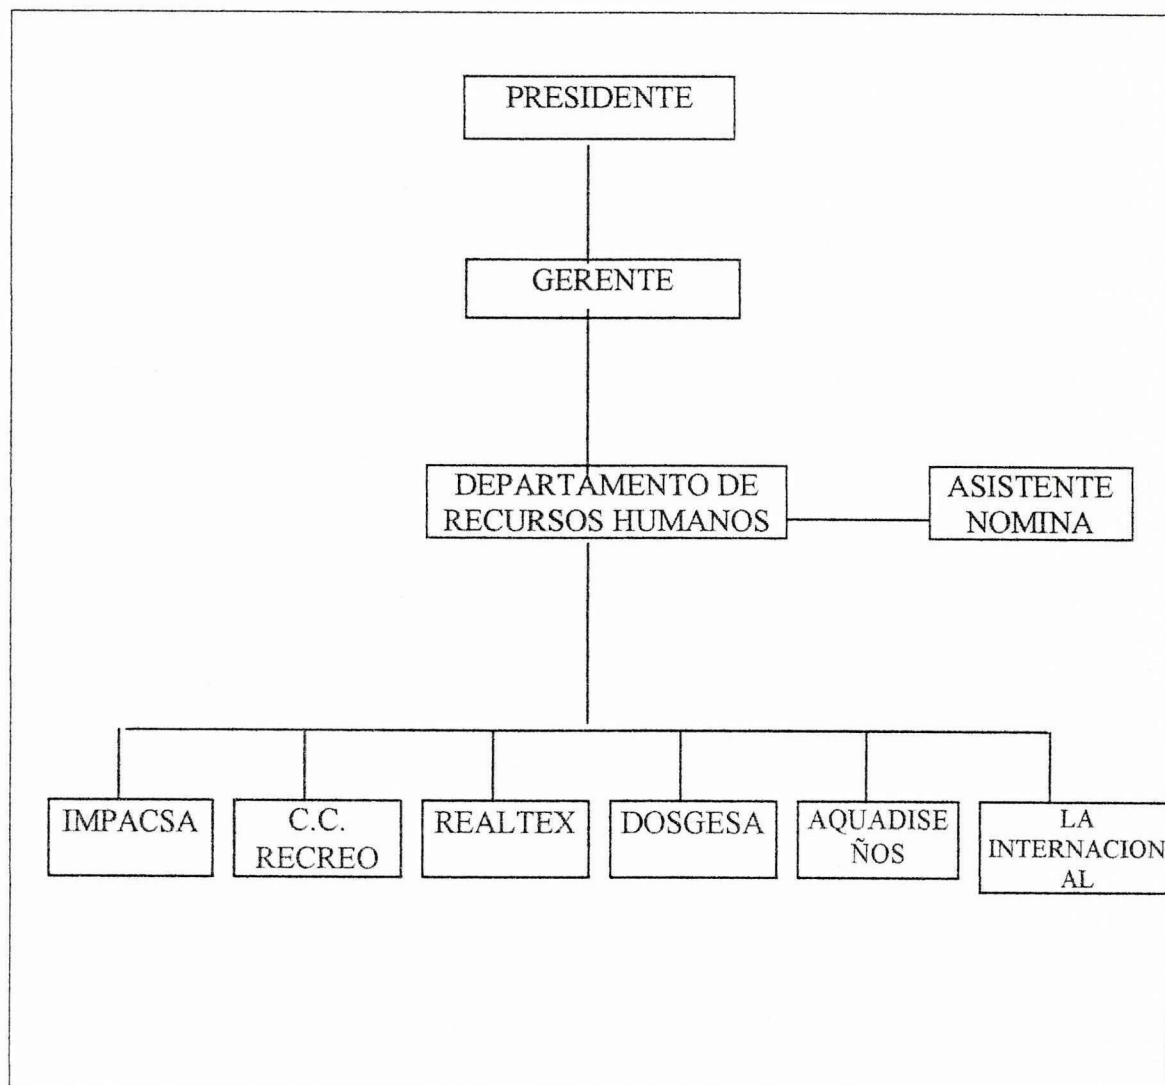 PRESIDENTE
GERENTE
DEPARTAMENTO DE
RECURSOS HUMANOS
ASISTENTE
NOMINA
IMPACSA
C.C.
RECREO
REALTEX
DOSGESA
AQUADISE
ÑOS
LA
INTERNACION
AL